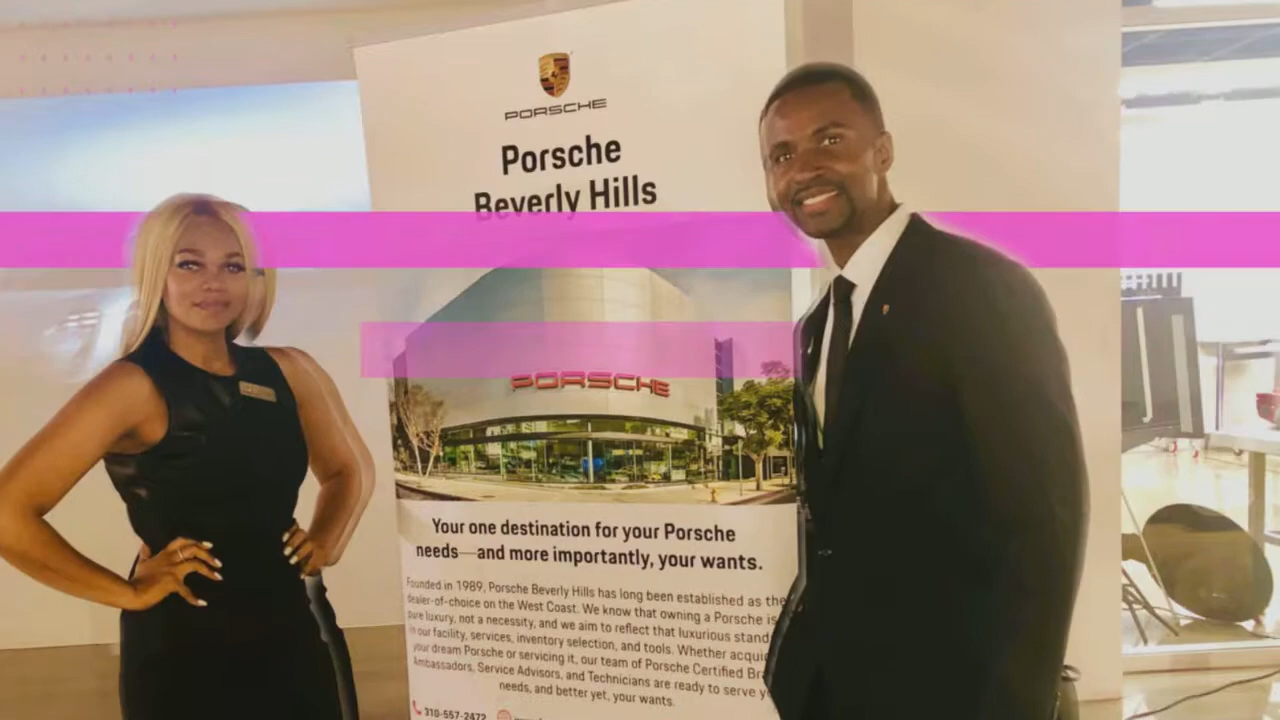 PORSCHE
Porsche
Beverly Hills
PORSCHE
Your one destination for your Porsche
needs—and more importantly, your wants.
Founded in 1989, Porsche Beverly Hills has long been established as the
dealer-of-choice on the West Coast. We know that owning a Porsche is
pure luxury, not a necessity, and we aim to reflect that luxurious stand
in our facility, services, inventory selection, and tools. Whether acqui
your dream Porsche or servicing it, our team of Porsche Certified Bra
Ambassadors, Service Advisors, and Technicians are ready to serve y
needs, and better yet, your wants.
310-557-2472